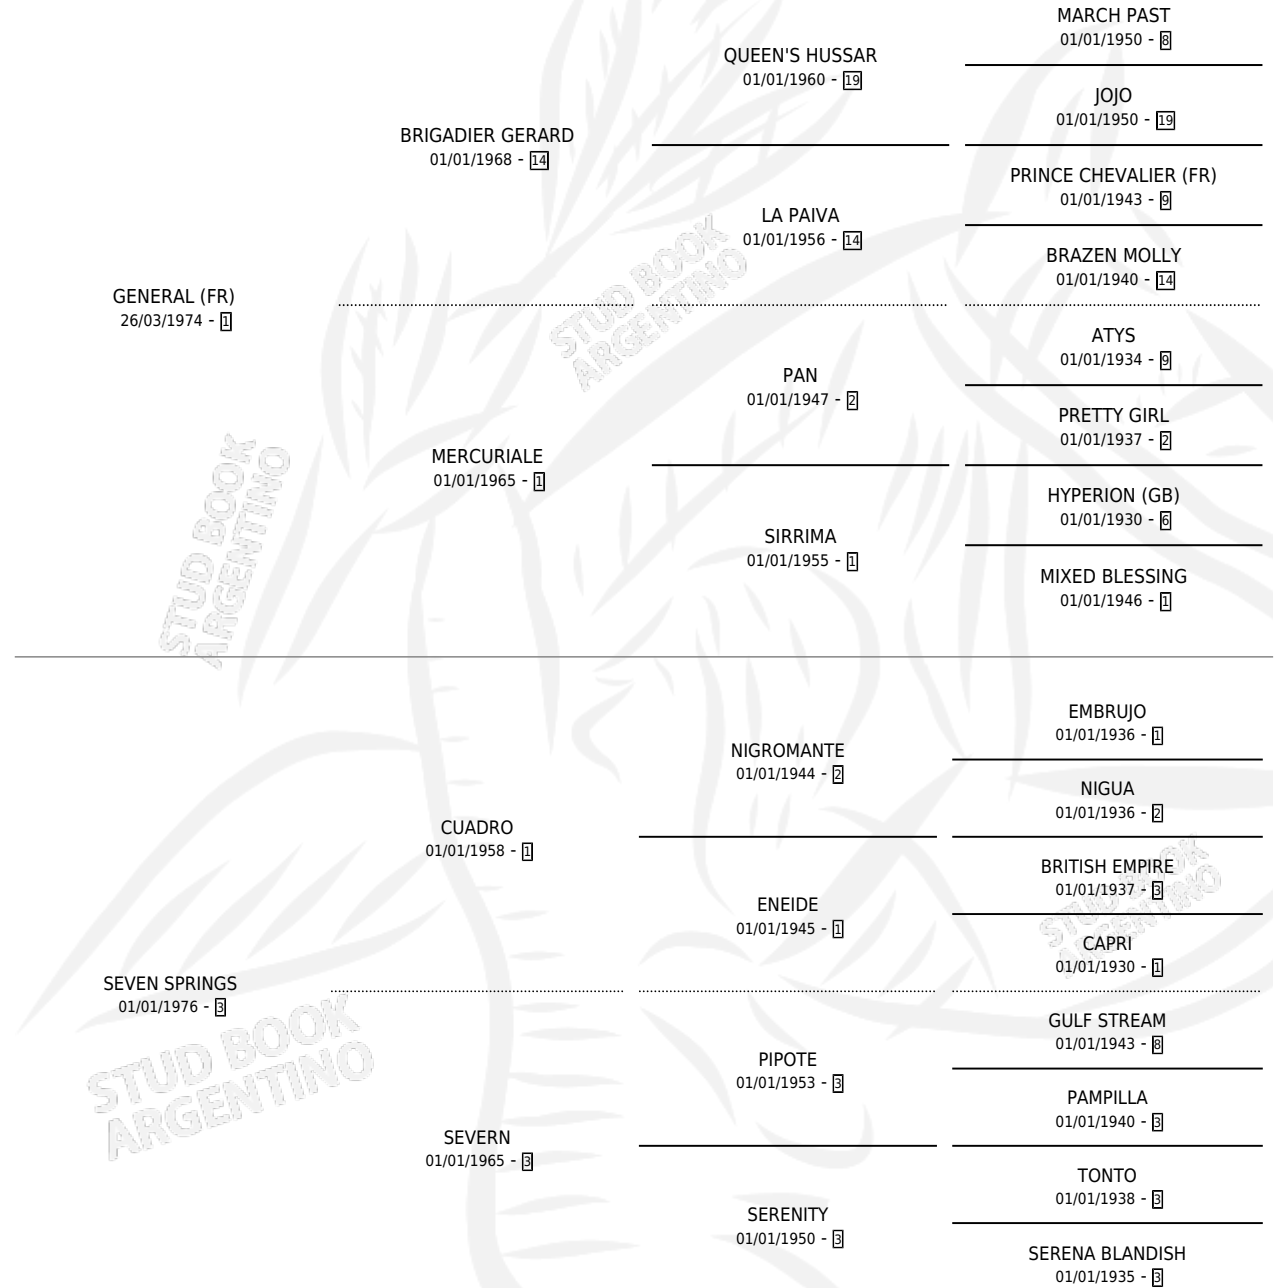 MARCH PAST
01/01/1950 - 8
QUEEN'S HUSSAR
01/01/1960 - 19
JOJO
01/01/1950 - 19
BRIGADIER GERARD
01/01/1968 - 14
PRINCE CHEVALIER (FR)
01/01/1943 - 9
LA PAIVA
01/01/1956 - 14
BRAZEN MOLLY
01/01/1940 - 14
GENERAL (FR)
26/03/1974 - 1
STUD BOOK
ARGENTINO
ATYS
01/01/1934 - 9
PAN
01/01/1947 - 2
PRETTY GIRL
01/01/1937 - 2
MERCURIALE
01/01/1965 - 1
HYPERION (GB)
01/01/1930 - 6
SIRRIMA
01/01/1955 - 1
MIXED BLESSING
01/01/1946 - 1
STUD BOOK
ARGENTINO
EMBRUJO
01/01/1936 - 1
NIGROMANTE
01/01/1944 - 2
NIGUA
01/01/1936 - 2
CUADRO
01/01/1958 - 1
BRITISH EMPIRE
01/01/1937 - 3
ENEIDE
01/01/1945 - 1
CAPRI
01/01/1930 - 1
STUD BOOK
ARGENTINO
SEVEN SPRINGS
01/01/1976 - 3
GULF STREAM
01/01/1943 - 8
PIPOTE
01/01/1953 - 3
PAMPILLA
01/01/1940 - 3
STUD BOOK
ARGENTINO
SEVERN
01/01/1965 - 3
TONTO
01/01/1938 - 3
SERENITY
01/01/1950 - 3
SERENA BLANDISH
01/01/1935 - 3